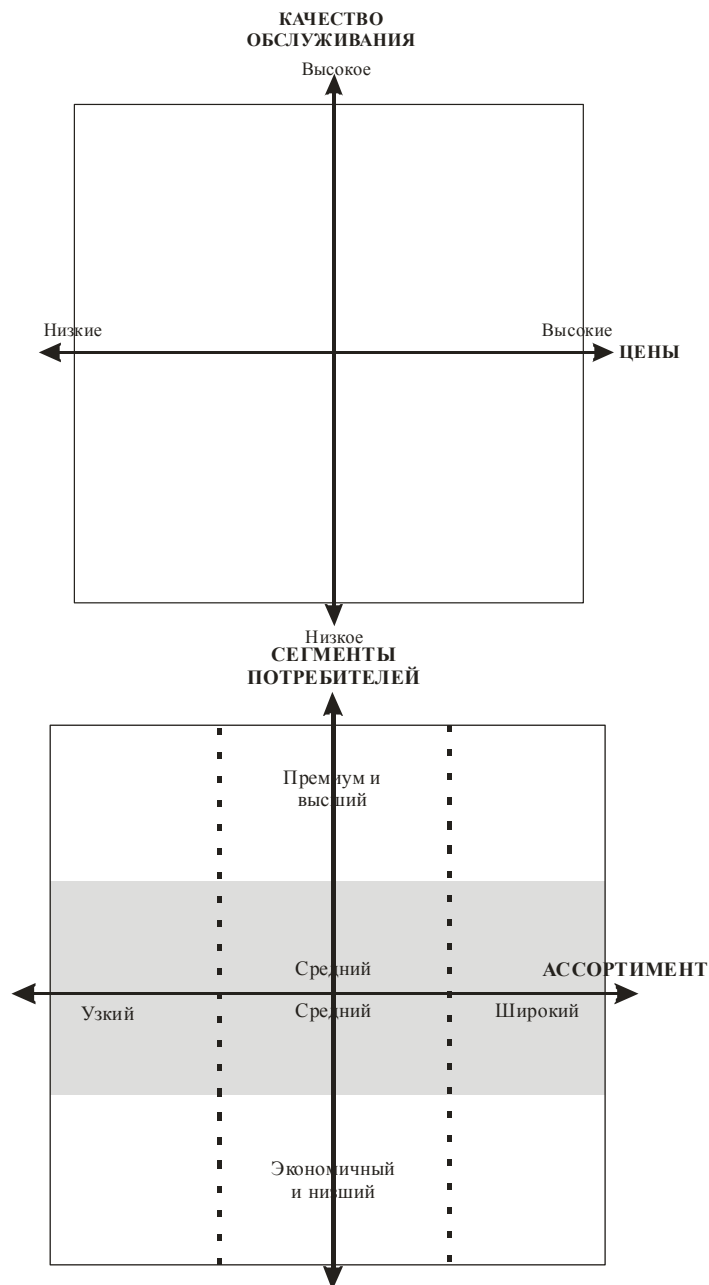 КАЧЕСТВО
ОБСЛУЖИВАНИЯ
Высокое
Низкие
Высокие
ЦЕНЫ
Низкое
СЕГМЕНТЫ
ПОТРЕБИТЕЛЕЙ
Премиум и
высший
Средний
АССОРТИМЕНТ
Узкий
Средний
Широкий
Экономичный
и низший